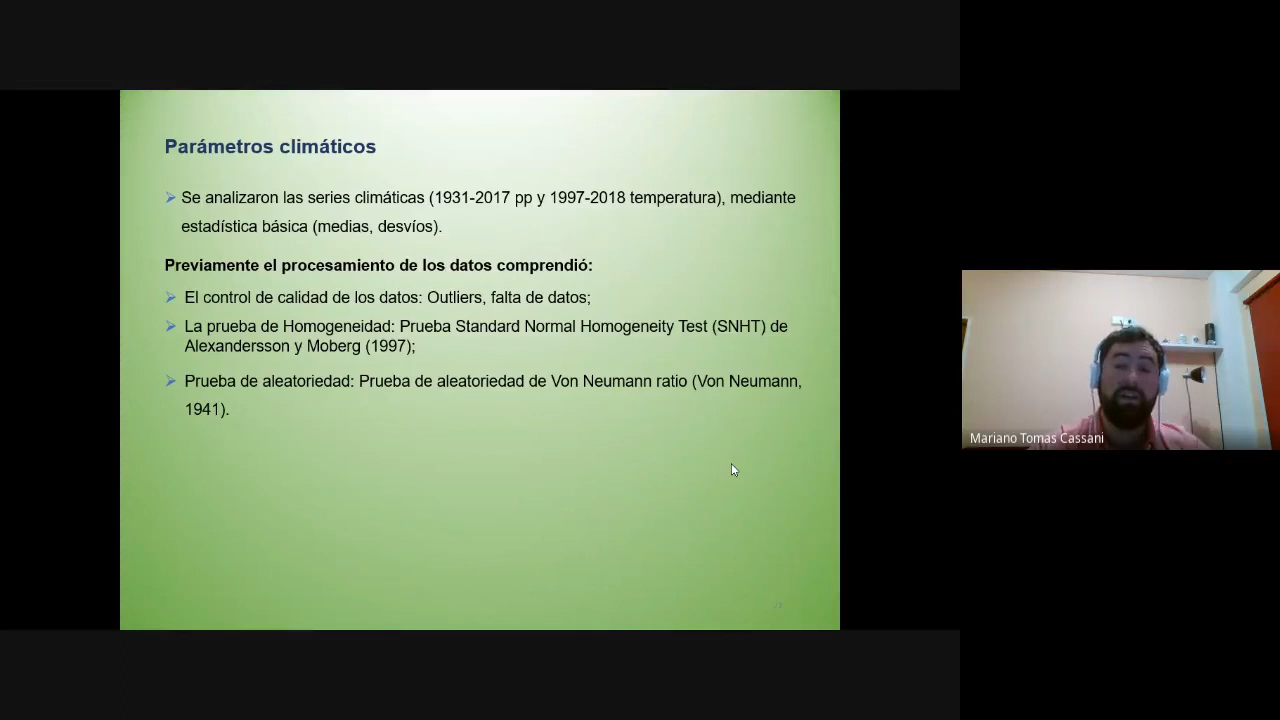 Parámetros climáticos
Se analizaron las series climáticas (1931-2017 pp y 1997-2018 temperatura), mediante
estadística básica (medias, desvíos).
Previamente el procesamiento de los datos comprendió:
El control de calidad de los datos: Outliers, falta de datos;
La prueba de Homogeneidad: Prueba Standard Normal Homogeneity Test (SNHT) de
Alexandersson y Moberg (1997);
Prueba de aleatoriedad: Prueba de aleatoriedad de Von Neumann ratio (Von Neumann,
1941).
Mariano Tomas Cassani